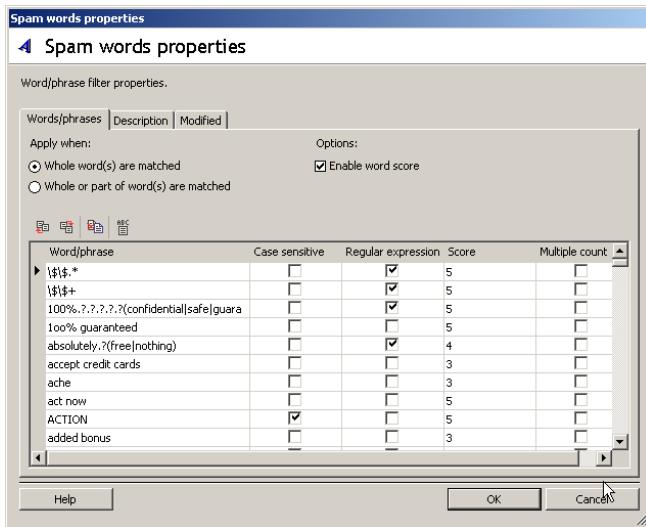 Spam words properties
Spam words properties
Word/phrase filter properties.
Words/phrases Description Modified
Apply when: Options:
Whole word(s) are matched Enable word score
Whole or part of word(s) are matched
ABC
Word/phrase Case sensitive Regular expression Score Multiple count
\$\$.* 5
\$\$+ 5
100%.?.?.?.?.?(confidential|safe|guara 5
1oo% guaranteed 5
absolutely.?(free|nothing) 4
accept credit cards 3
ache 3
act now 5
ACTION 5
added bonus 3
Help OK Cancel